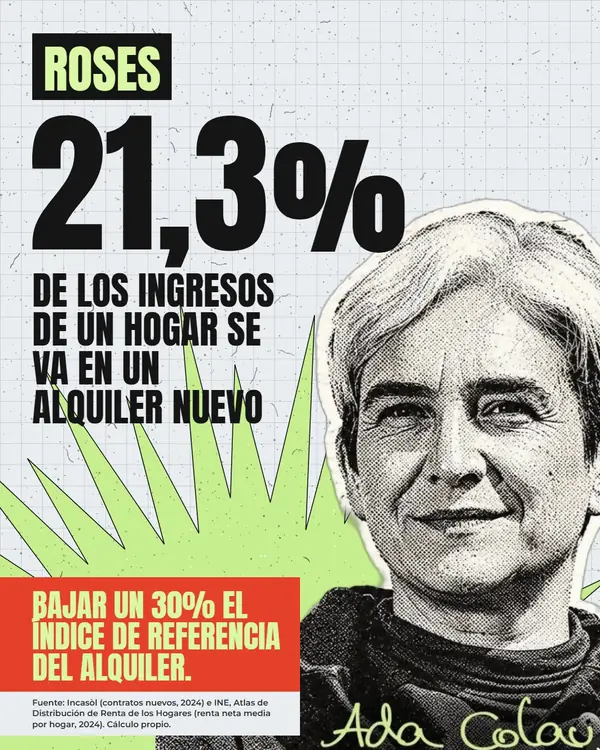 ROSES
21,3%
DE LOS INGRESOS
DE UN HOGAR SE
VA EN UN
ALQUILER NUEVO
BAJAR UN 30% EL
ÍNDICE DE REFERENCIA
DEL ALQUILER.
Fuente: Incasòl (contratos nuevos, 2024) e INE, Atlas de
Distribución de Renta de los Hogares (renta neta media
por hogar, 2024). Cálculo propio.
Ada Colau